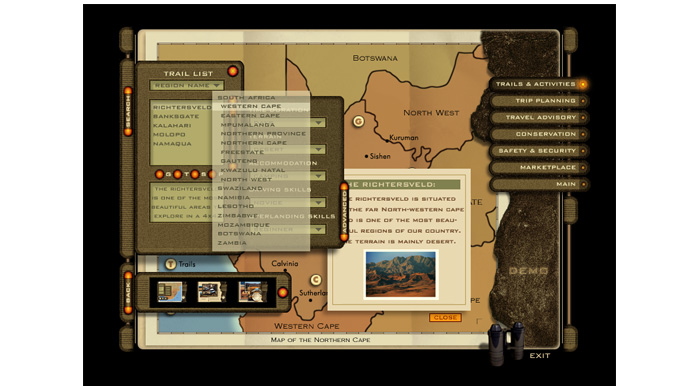 BOTSWANA
NORTH WEST
Kuruman
Sishen
G
TRAIL LIST
REGION NAME
RICHTERSVELD
BANKSGATE
KALAHARI
MOLOPO
NAMAQUA
SEARCH
G T S
SOUTH AFRICA
WESTERN CAPE
EASTERN CAPE
MPUMALANGA
NORTHERN PROVINCE
NORTHERN CAPE
FREESTATE
GAUTENG
KWAZULU NATAL
NORTH WEST
SWAZILAND
NAMIBIA
LESOTHO
ZIMBABWE
MOZAMBIQUE
BOTSWANA
ZAMBIA
THE RICHTERSVELD
IS ONE OF THE MO
BEAUTIFUL AREAS
EXPLORE IN A 4x
ADVANCED
HE RICHTERSVELD:
E RICHTERSVELD IS SITUATED
THE FAR NORTH-WESTERN CAPE
D IS ONE OF THE MOST BEAU-
UL REGIONS OF OUR COUNTRY.
E TERRAIN IS MAINLY DESERT.
CLOSE
TRAILS & ACTIVITIES
TRIP PLANNING
TRAVEL ADVISORY
CONSERVATION
SAFETY & SECURITY
MARKETPLACE
MAIN
DEMO
T Trails
Calvinia
C
Sutherlan
BACK
WESTERN CAPE
MAP OF THE NORTHERN CAPE
EXIT